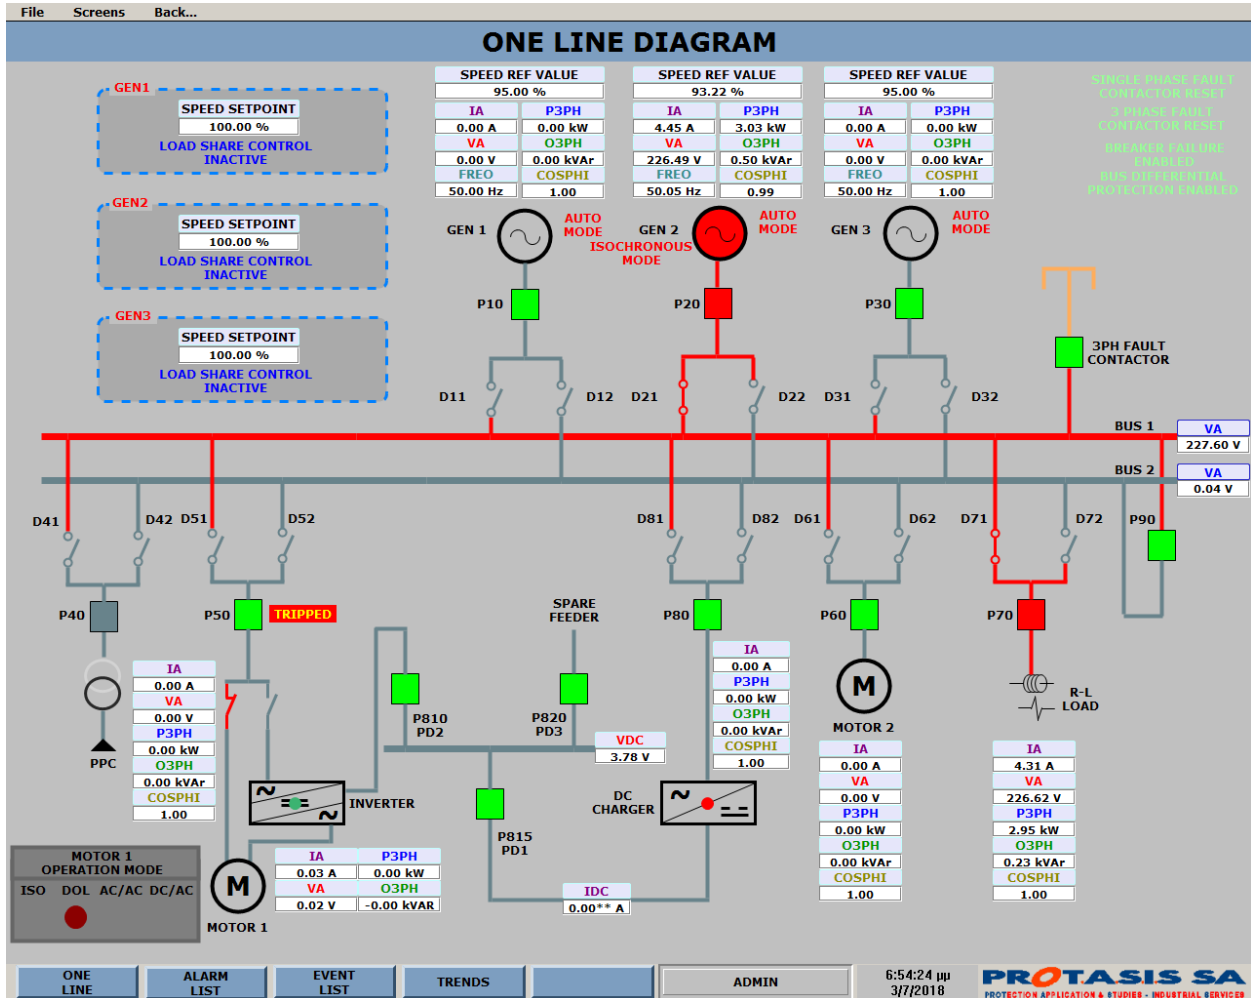 File Screens Back...
ONE LINE DIAGRAM
GEN1
SPEED SETPOINT
100.00 %
LOAD SHARE CONTROL
INACTIVE
GEN2
SPEED SETPOINT
100.00 %
LOAD SHARE CONTROL
INACTIVE
GEN3
SPEED SETPOINT
100.00 %
LOAD SHARE CONTROL
INACTIVE
SPEED REF VALUE
95.00 %
IA P3PH
0.00 A 0.00 kW
VA O3PH
0.00 V 0.00 kVAr
FREO COSPHI
50.00 Hz 1.00
SPEED REF VALUE
93.22 %
IA P3PH
4.45 A 3.03 kW
VA O3PH
226.49 V 0.50 kVAr
FREO COSPHI
50.05 Hz 0.99
SPEED REF VALUE
95.00 %
IA P3PH
0.00 A 0.00 kW
VA O3PH
0.00 V 0.00 kVAr
FREO COSPHI
50.00 Hz 1.00
SINGLE PHASE FAULT
CONTACTOR RESET
3 PHASE FAULT
CONTACTOR RESET
BREAKER FAILURE
ENABLED
BUS DIFFERENTIAL
PROTECTION ENABLED
GEN 1
AUTO
MODE
GEN 2
ISOCHRONOUS
MODE
AUTO
MODE
GEN 3
AUTO
MODE
P10
P20
P30
3PH FAULT
CONTACTOR
D11
D12
D21
D22
D31
D32
BUS 1
VA
227.60 V
BUS 2
VA
0.04 V
D41
D42
D51
D52
D81
D82
D61
D62
D71
D72
P90
P40
P50
TRIPPED
SPARE
FEEDER
P80
P60
P70
PPC
IA
0.00 A
VA
0.00 V
P3PH
0.00 kW
O3PH
0.00 kVAr
COSPHI
1.00
P810
PD2
P820
PD3
VDC
3.78 V
IA
0.00 A
P3PH
0.00 kW
O3PH
0.00 kVAr
COSPHI
1.00
M
MOTOR 2
R-L
LOAD
INVERTER
P815
PD1
DC
CHARGER
IA
0.00 A
VA
0.00 V
P3PH
0.00 kW
O3PH
0.00 kVAr
COSPHI
1.00
IA
4.31 A
VA
226.62 V
P3PH
2.95 kW
O3PH
0.23 kVAr
COSPHI
1.00
MOTOR 1
OPERATION MODE
ISO DOL AC/AC DC/AC
M
MOTOR 1
IA P3PH
0.03 A 0.00 kW
VA O3PH
0.02 V -0.00 kVAR
IDC
0.00** A
ONE
LINE
ALARM
LIST
EVENT
LIST
TRENDS
ADMIN
6:54:24 μμ
3/7/2018
PROTASIS SA
PROTECTION APPLICATION & STUDIES - INDUSTRIAL SERVICES